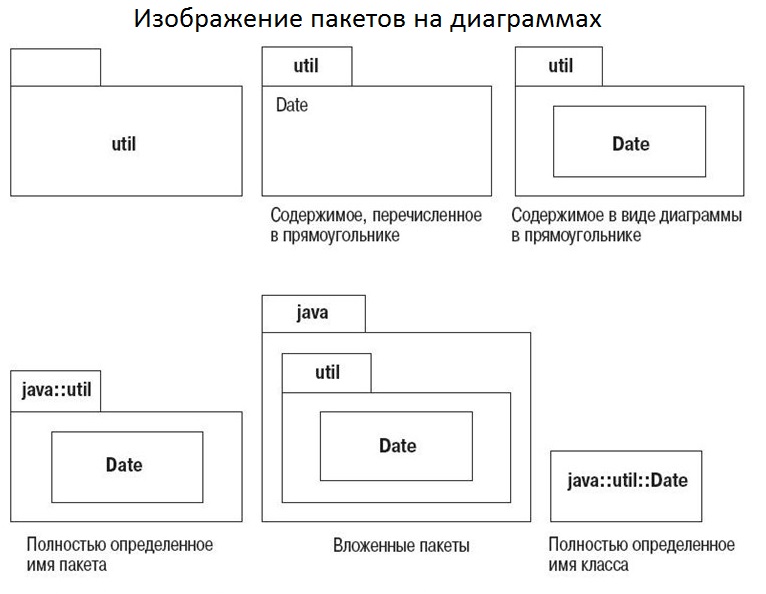 Изображение пакетов на диаграммах
util
util
Date
Содержимое, перечисленное
в прямоугольнике
util
Date
Содержимое в виде диаграммы
в прямоугольнике
java::util
Date
Полностью определенное
имя пакета
java
util
Date
Вложенные пакеты
java::util::Date
Полностью определенное
имя класса